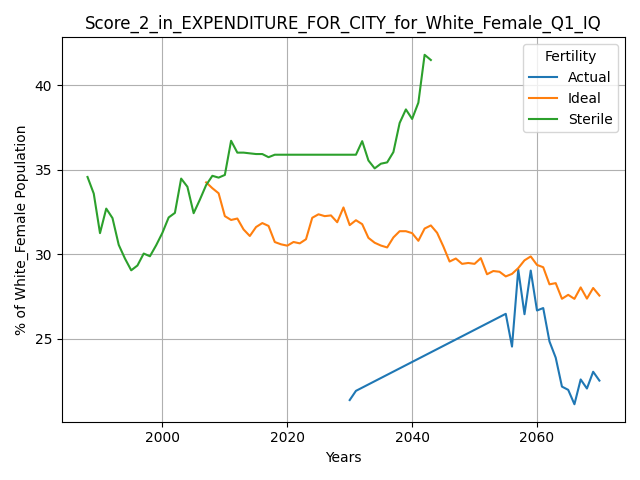 Score_2_in_EXPENDITURE_FOR_CITY_for_White_Female_Q1_IQ
Fertility
Actual
Ideal
Sterile
% of White_Female Population
40
35
30
25
2000
2020
2040
2060
Years